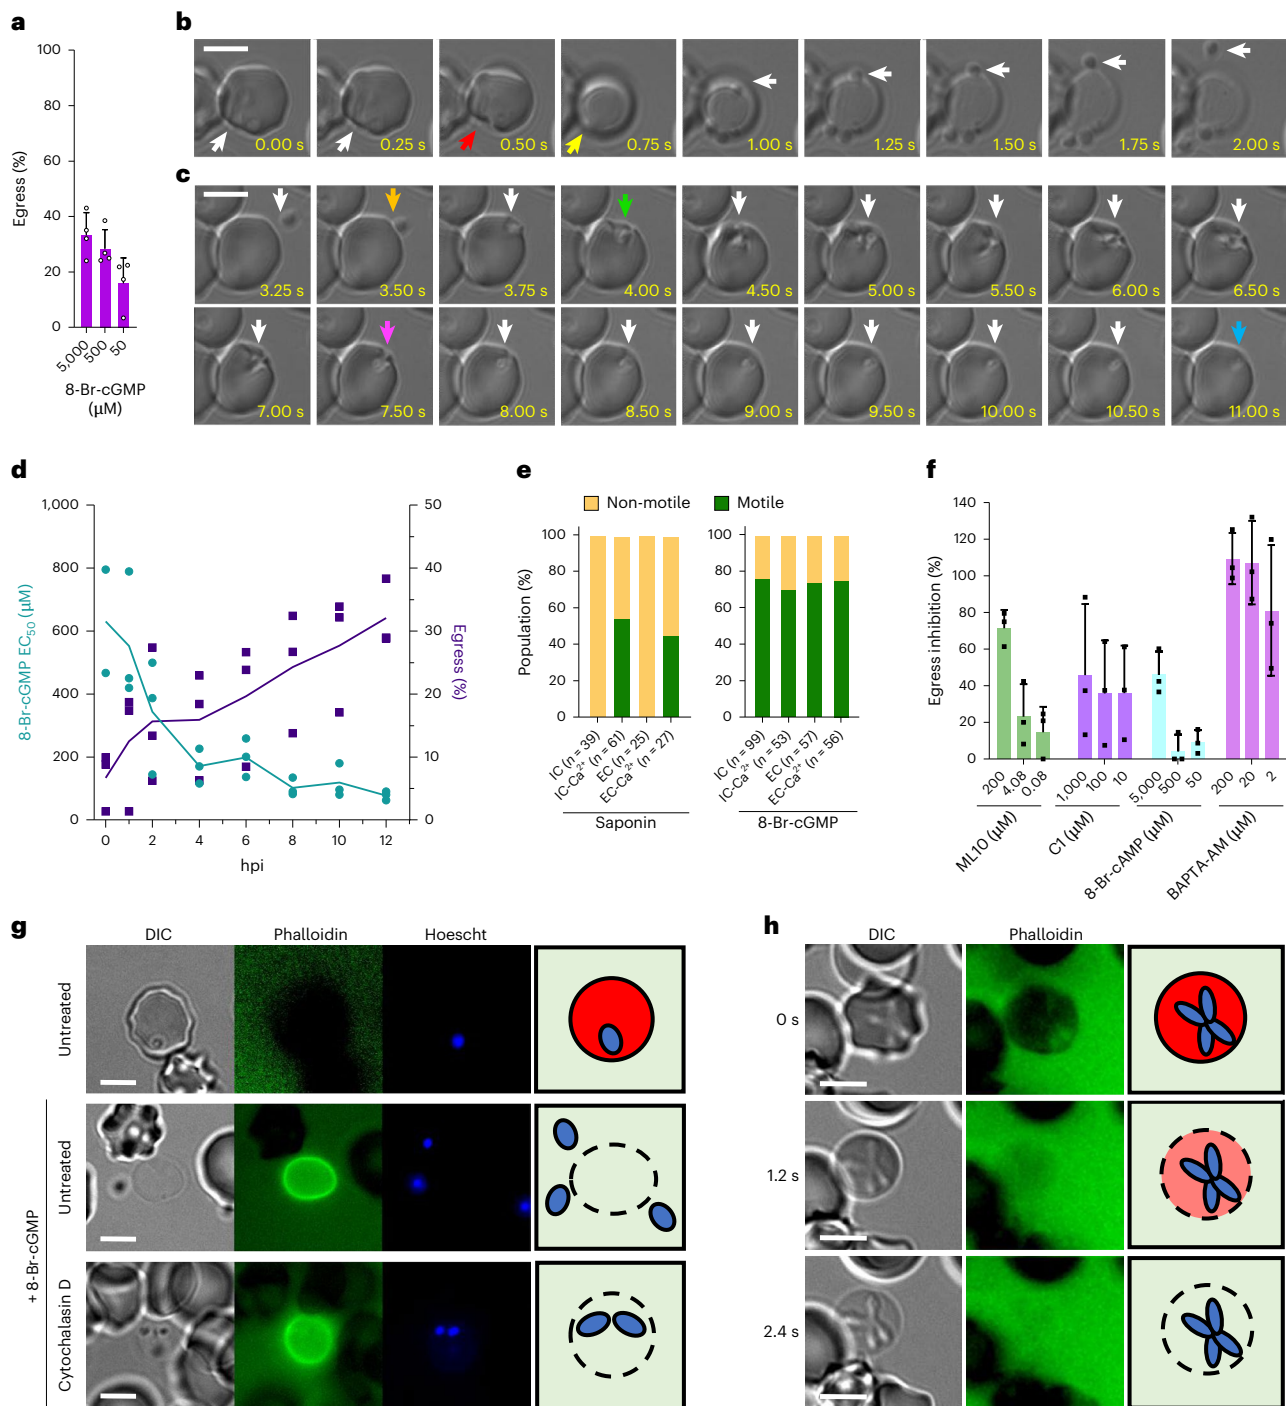 a
100
80
60
40
20
0
Egress (%)
5,000
500
50
8-Br-cGMP
(µM)
b
0.00 s
0.25 s
0.50 s
0.75 s
1.00 s
1.25 s
1.50 s
1.75 s
2.00 s
c
3.25 s
3.50 s
3.75 s
4.00 s
4.50 s
5.00 s
5.50 s
6.00 s
6.50 s
7.00 s
7.50 s
8.00 s
8.50 s
9.00 s
9.50 s
10.00 s
10.50 s
11.00 s
d
1,000
800
600
400
200
0
8-Br-cGMP EC50 (µM)
50
40
30
20
10
0
Egress (%)
0
2
4
6
8
10
12
hpi
e
Non-motile
Motile
Population (%)
100
80
60
40
20
0
IC (n = 39)
IC-Ca2+ (n = 61)
EC (n = 25)
EC-Ca2+ (n = 27)
Saponin
100
80
60
40
20
0
IC (n = 99)
IC-Ca2+ (n = 53)
EC (n = 57)
EC-Ca2+ (n = 56)
8-Br-cGMP
f
140
120
100
80
60
40
20
0
Egress inhibition (%)
200
4.08
0.08
1,000
100
10
5,000
500
50
200
20
2
ML10 (µM)
C1 (µM)
8-Br-cAMP (µM)
BAPTA-AM (µM)
g
DIC
Phalloidin
Hoescht
Untreated
Untreated
Cytochalasin D
+ 8-Br-cGMP
h
DIC
Phalloidin
0 s
1.2 s
2.4 s